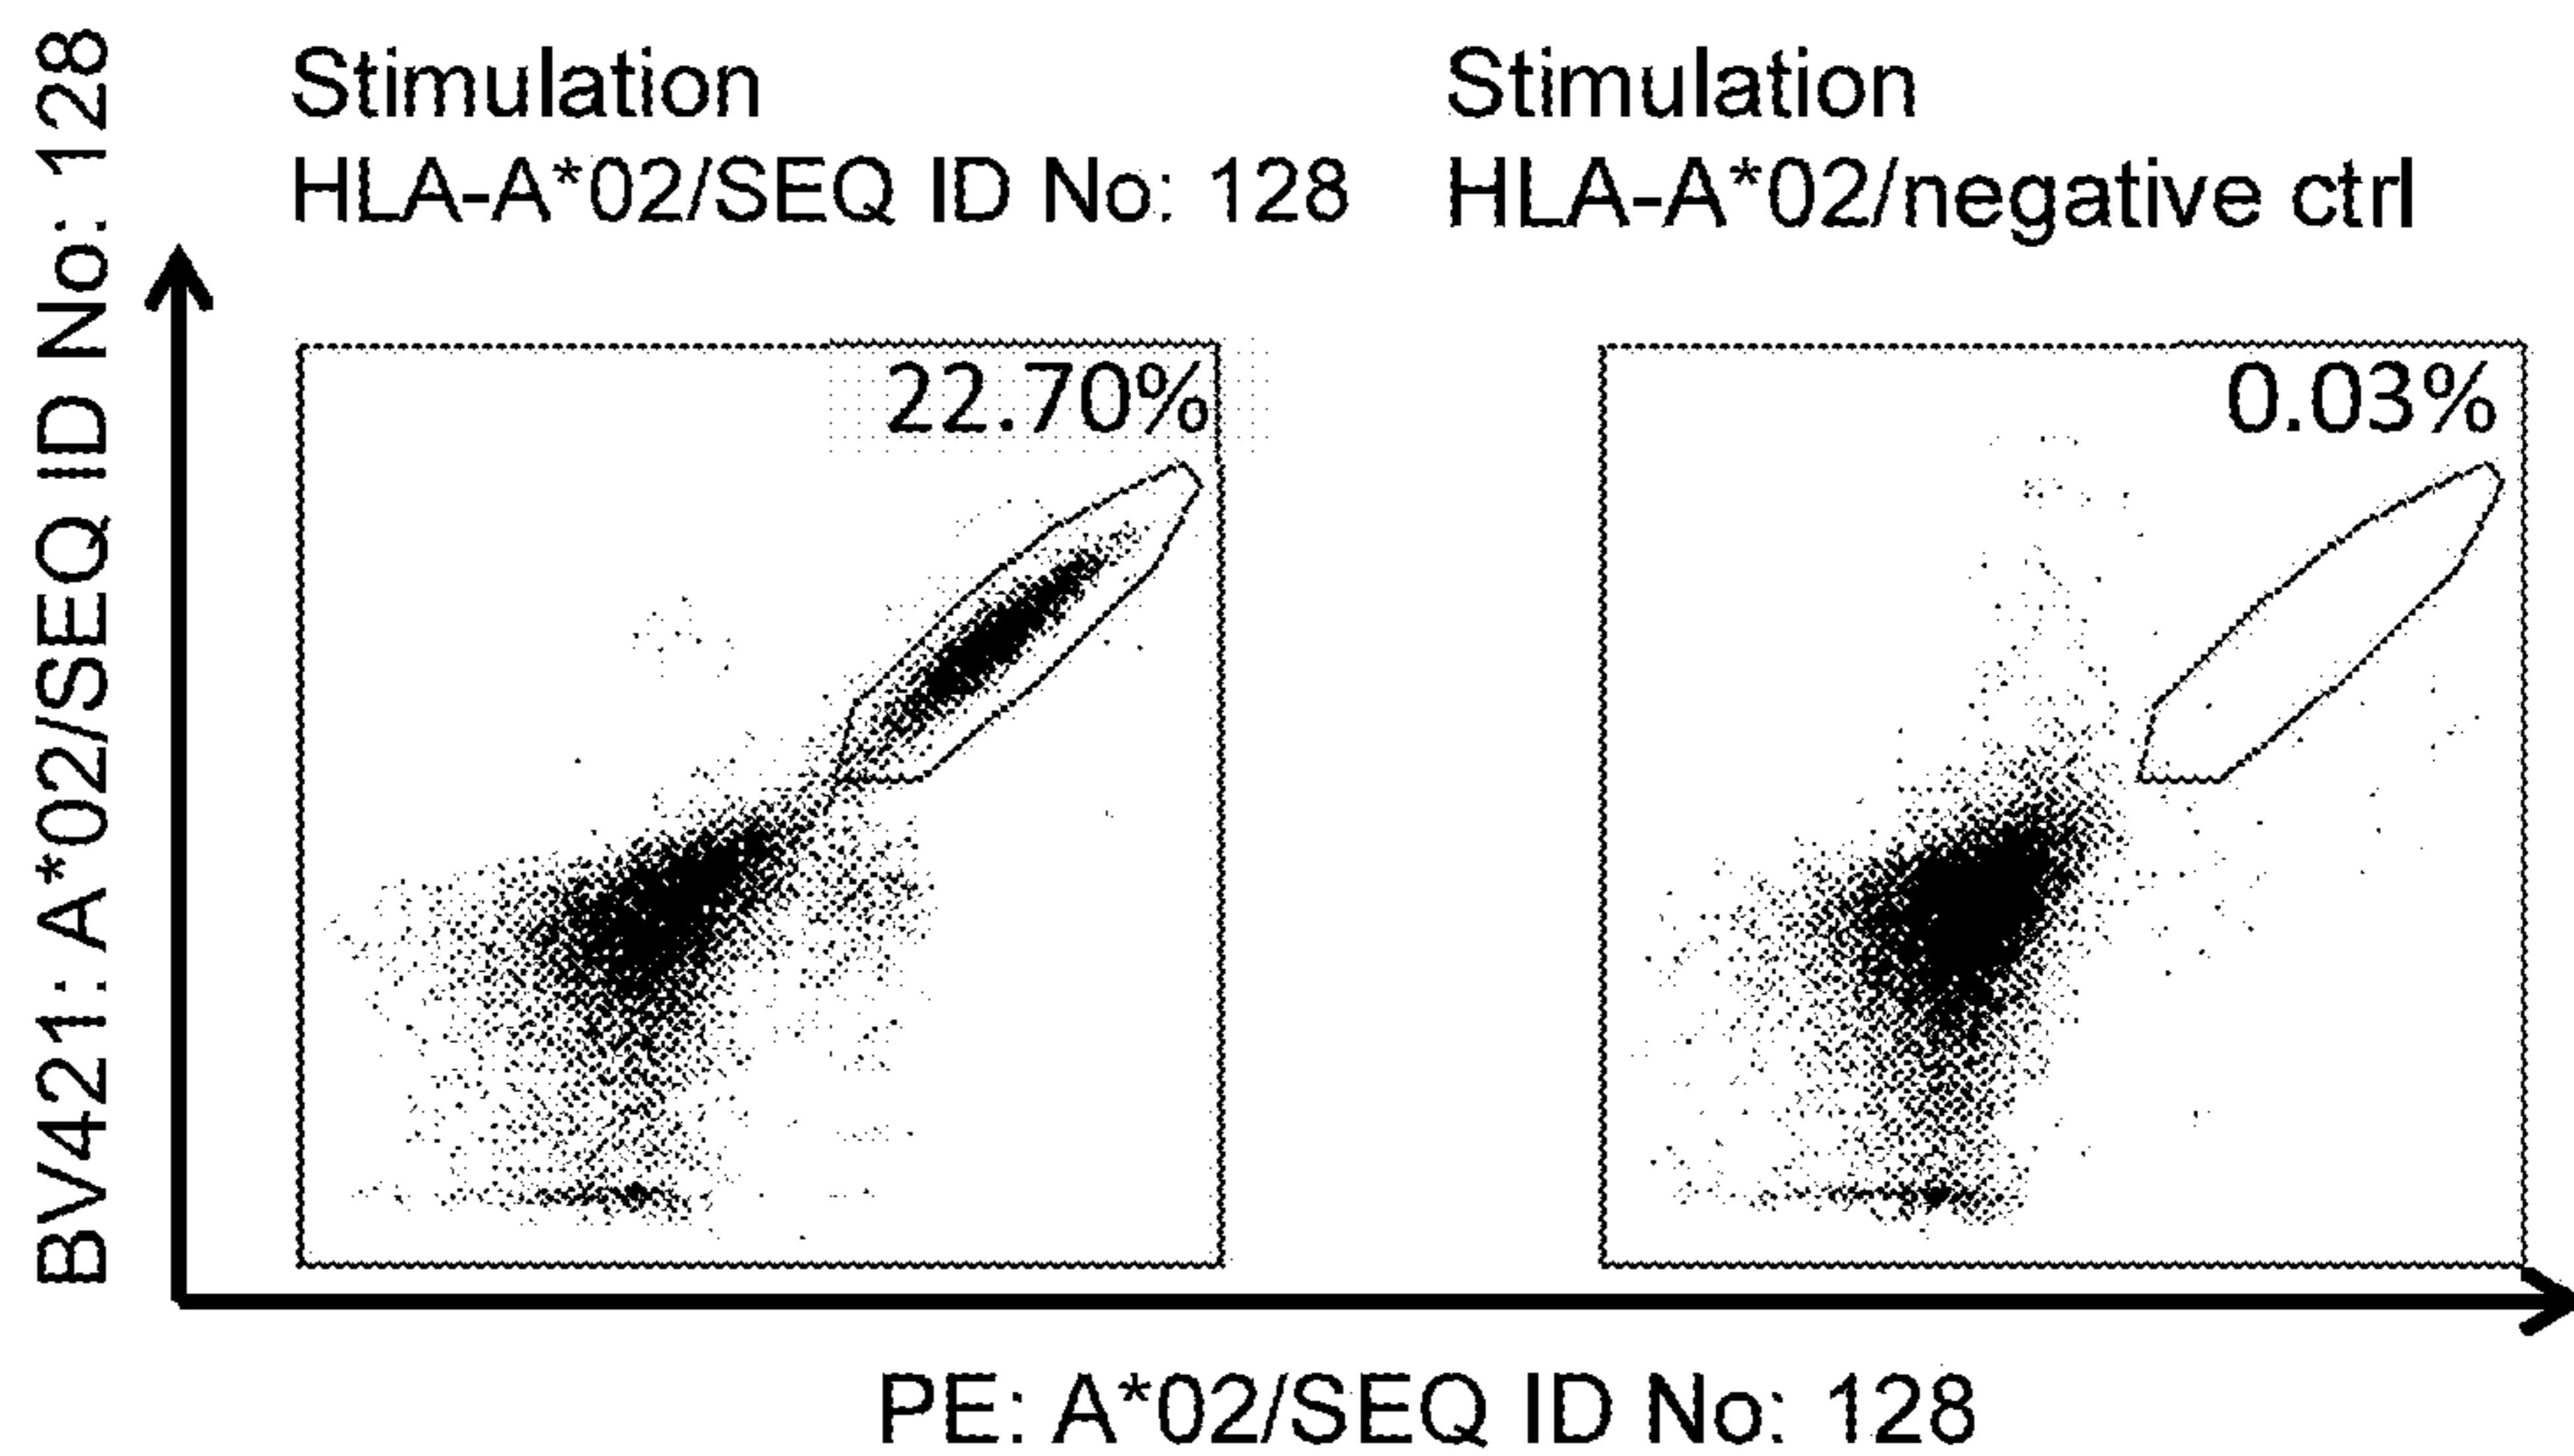 BV421: A*02/SEQ ID No: 128
Stimulation
HLA-A*02/SEQ ID No: 128
Stimulation
HLA-A*02/negative ctrl
22.70%
0.03%
PE: A*02/SEQ ID No: 128